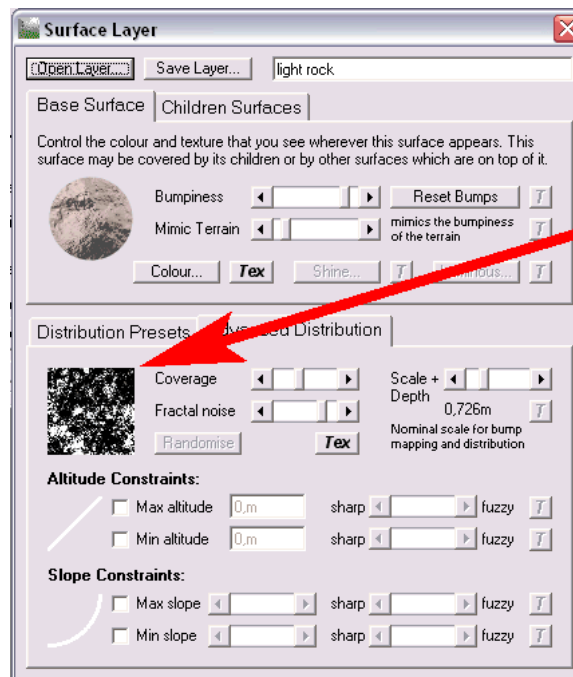 Surface Layer
Open Layer... Save Layer... light rock
Base Surface Children Surfaces
Control the colour and texture that you see wherever this surface appears. This
surface may be covered by its children or by other surfaces which are on top of it.
Bumpiness Reset Bumps T
Mimic Terrain mimics the bumpiness T
of the terrain
Colour... Tex Shine... T T
Distribution Presets Distribution
Coverage Scale +
Depth
Fractal noise 0,726m T
Randomise Tex Nominal scale for bump
mapping and distribution
Altitude Constraints:
Max altitude 0,m sharp fuzzy T
Min altitude 0,m sharp fuzzy T
Slope Constraints:
Max slope sharp fuzzy T
Min slope sharp fuzzy T